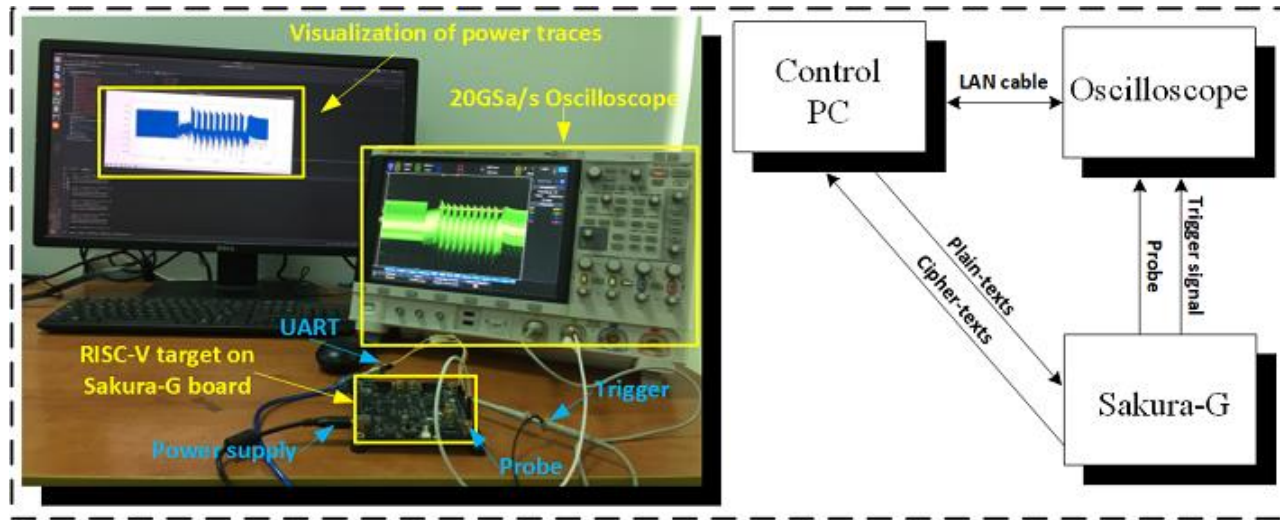 Visualization of power traces
20GSa/s Oscilloscope
UART
RISC-V target on
Sakura-G board
Trigger
Power supply
Probe
Control
PC
LAN cable
Oscilloscope
Plain-texts
Cipher-texts
Probe
Trigger signal
Sakura-G